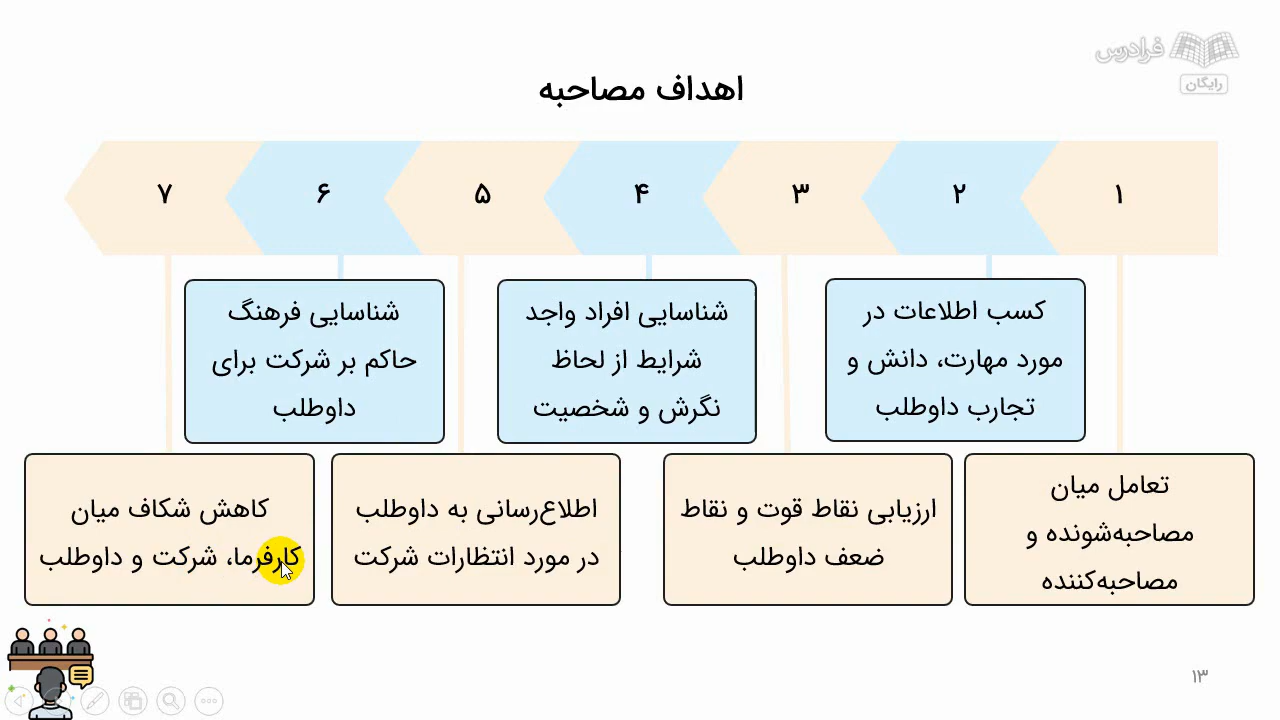 فرادرس
رایگان
اهداف مصاحبه
۱
۲
۳
۴
۵
۶
۷
تعامل میان
مصاحبه‌شونده و
مصاحبه‌کننده
کسب اطلاعات در
مورد مهارت، دانش و
تجارب داوطلب
ارزیابی نقاط قوت و نقاط
ضعف داوطلب
شناسایی افراد واجد
شرایط از لحاظ
نگرش و شخصیت
اطلاع‌رسانی به داوطلب
در مورد انتظارات شرکت
شناسایی فرهنگ
حاکم بر شرکت برای
داوطلب
کاهش شکاف میان
کارفرما، شرکت و داوطلب
۱۳